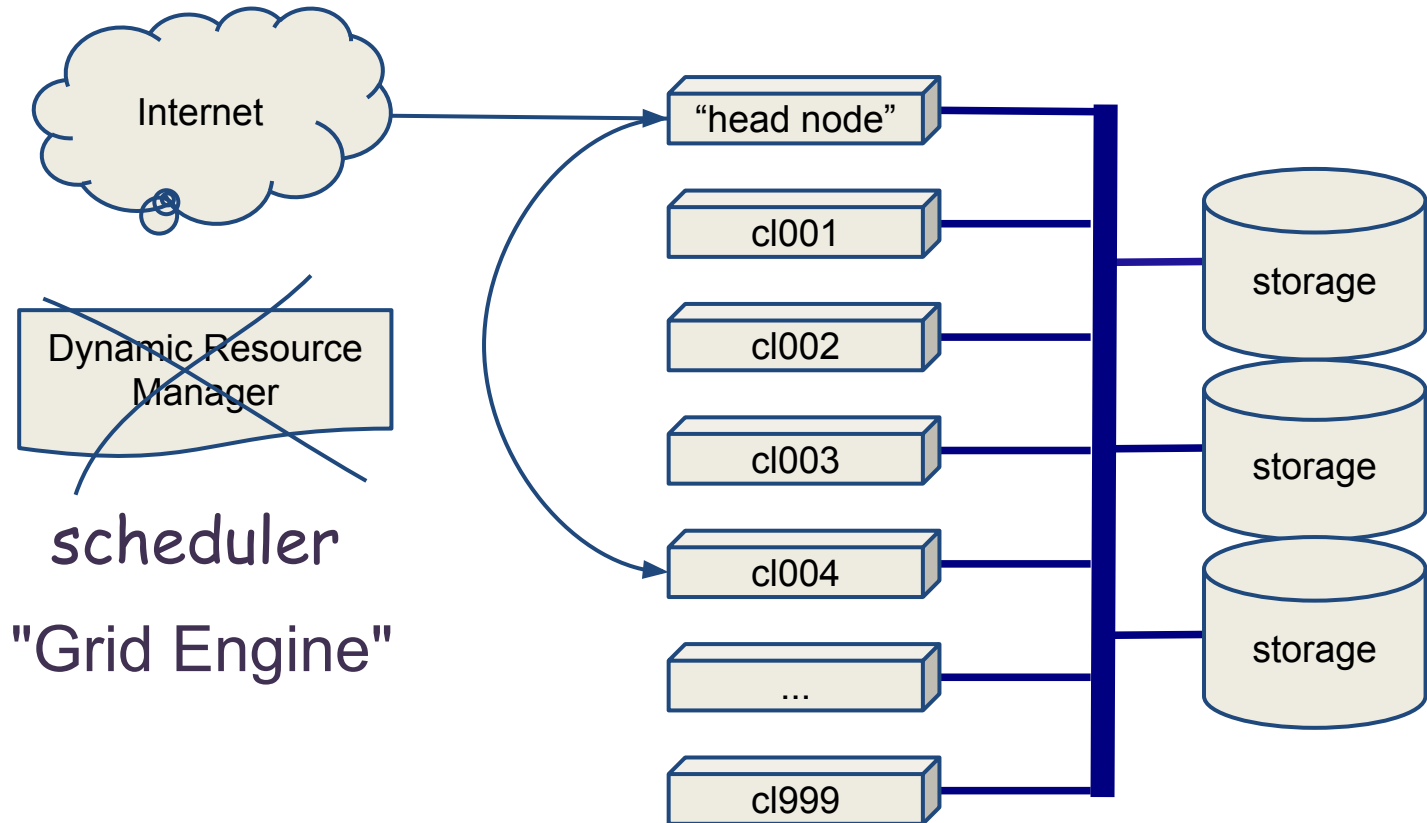 Internet
“head node”
cl001
cl002
cl003
cl004
...
cl999
storage
storage
storage
Dynamic Resource
Manager
scheduler
"Grid Engine"